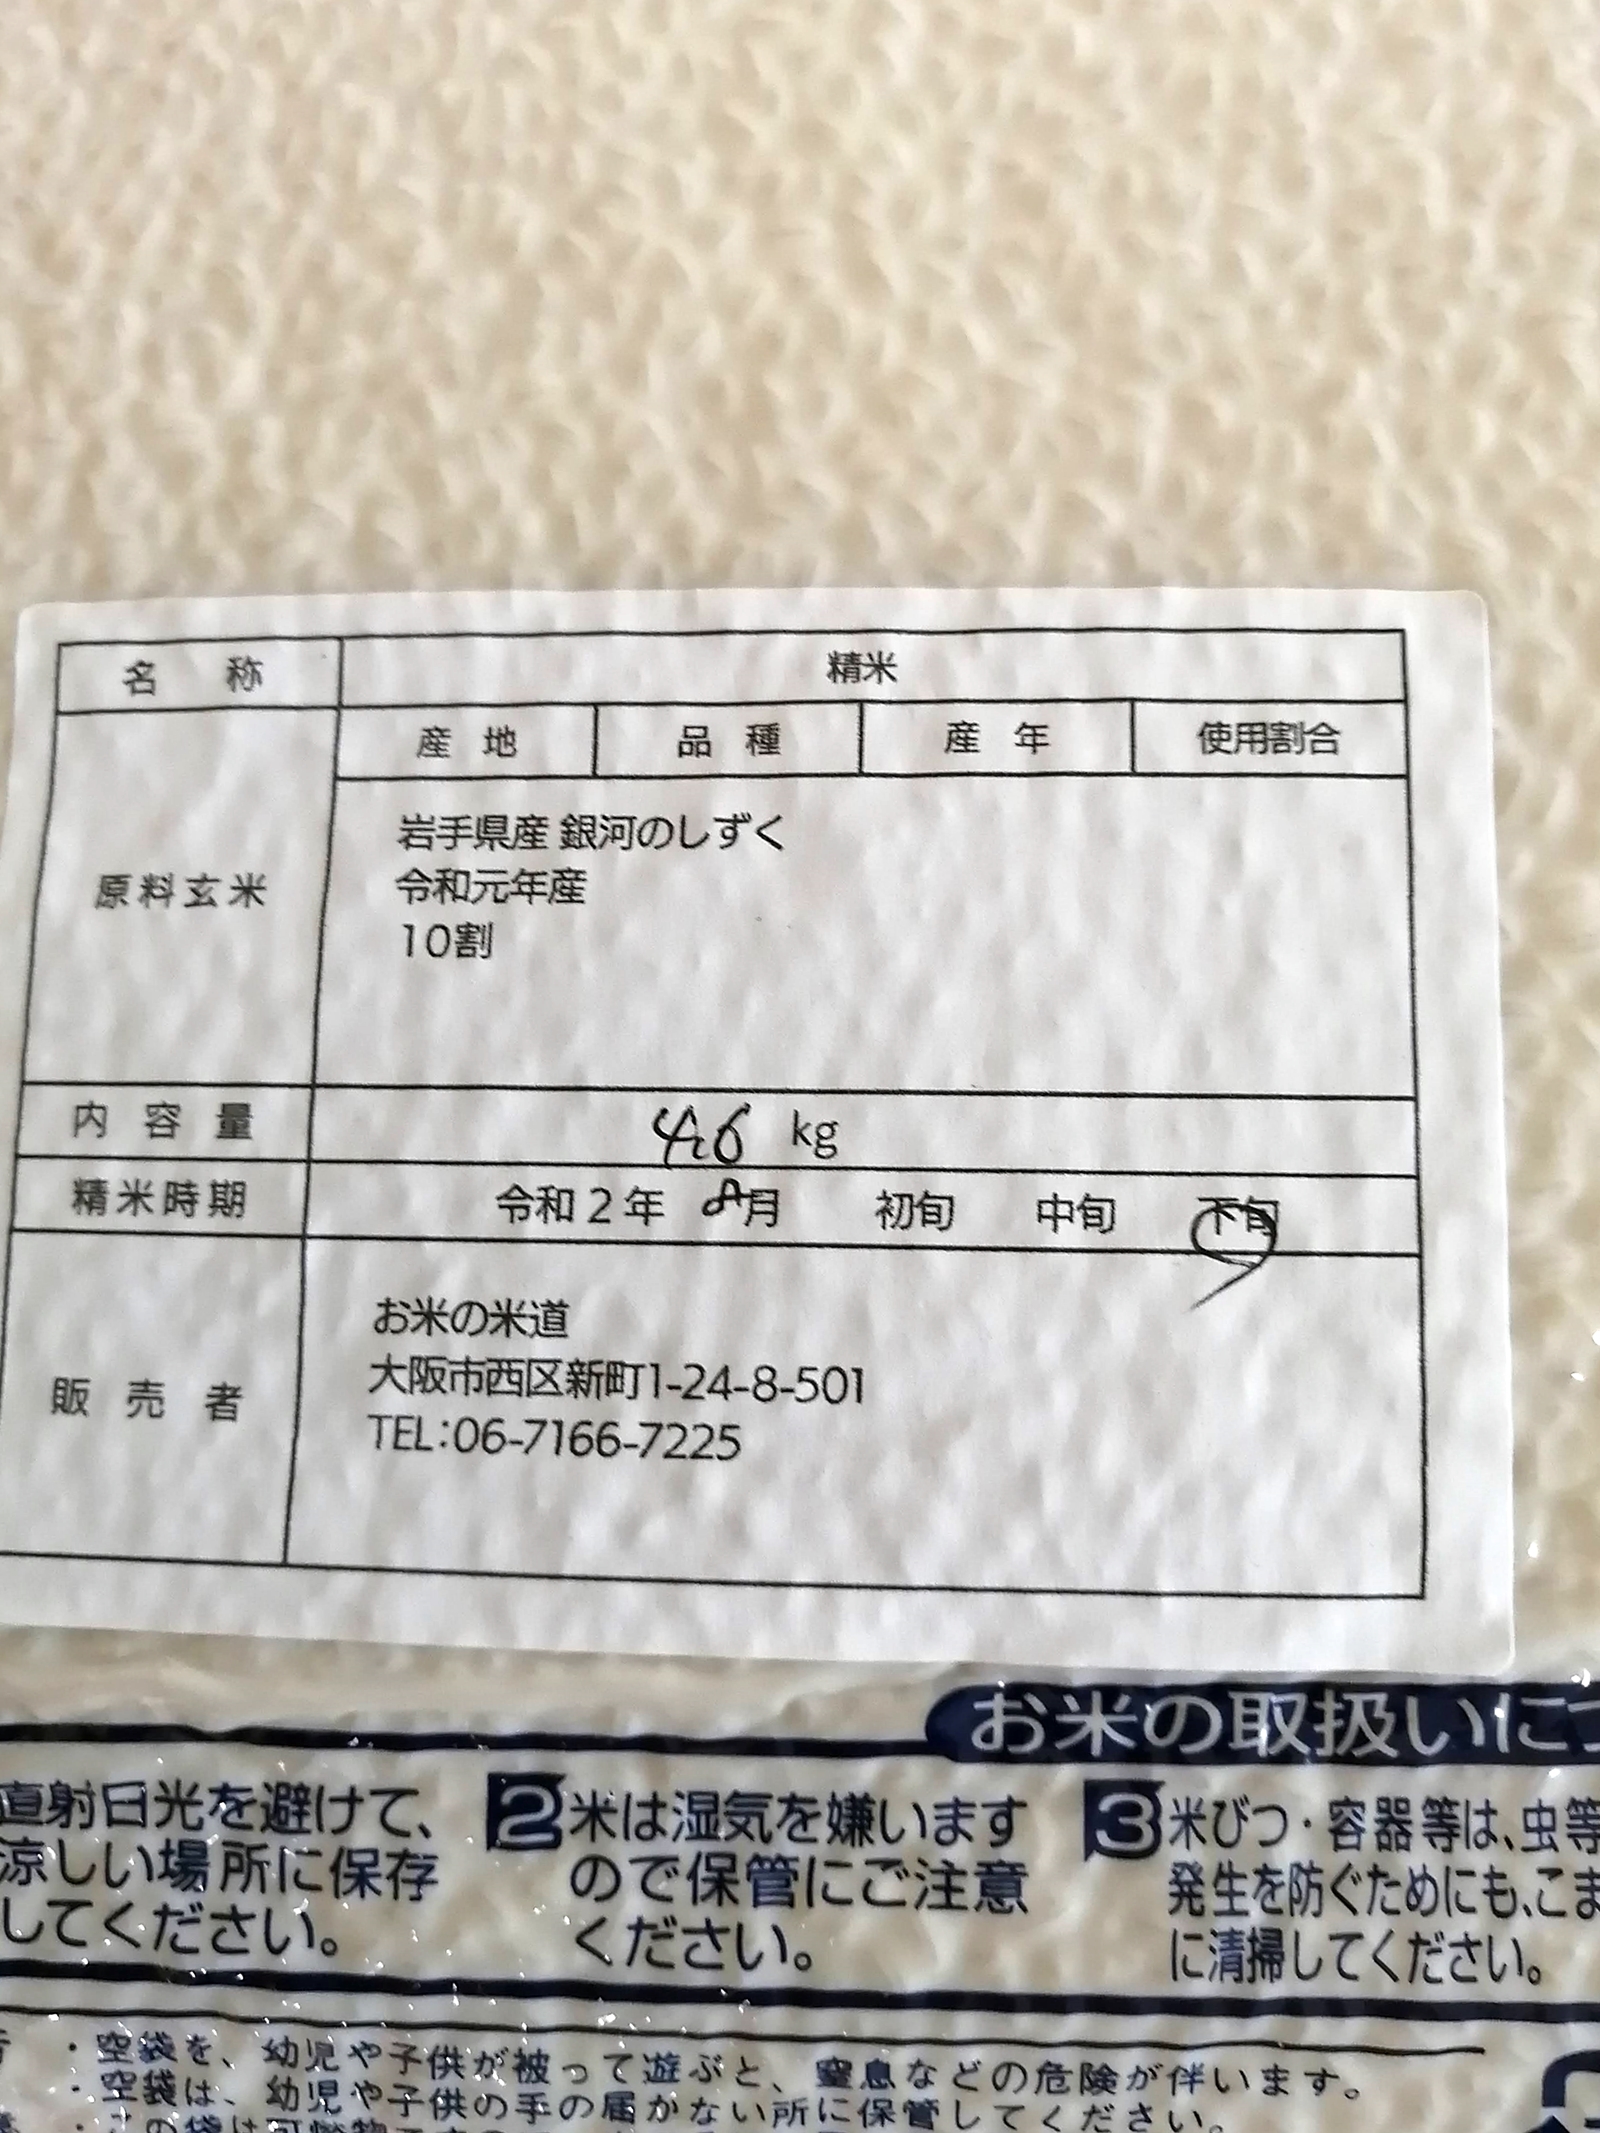 名 称 精米
産 地 品 種 産 年 使用割合
原料玄米
岩手県産 銀河のしずく
令和元年産
10割
内 容 量 4.6 kg
精米時期 令和2年 8月 初旬 中旬 下旬
販 売 者
お米の米道
大阪市西区新町1-24-8-501
TEL:06-7166-7225
お米の取扱いにつ
直射日光を避けて、
涼しい場所に保存
してください。
2 米は湿気を嫌います
ので保管にご注意
ください。
3 米びつ・容器等は、虫等
発生を防ぐためにも、こま
に清掃してください。
・空袋を、幼児や子供が被って遊ぶと、窒息などの危険が伴います。
・空袋は、幼児や子供の手の届かない所に保管してください。
・この袋は可燃物